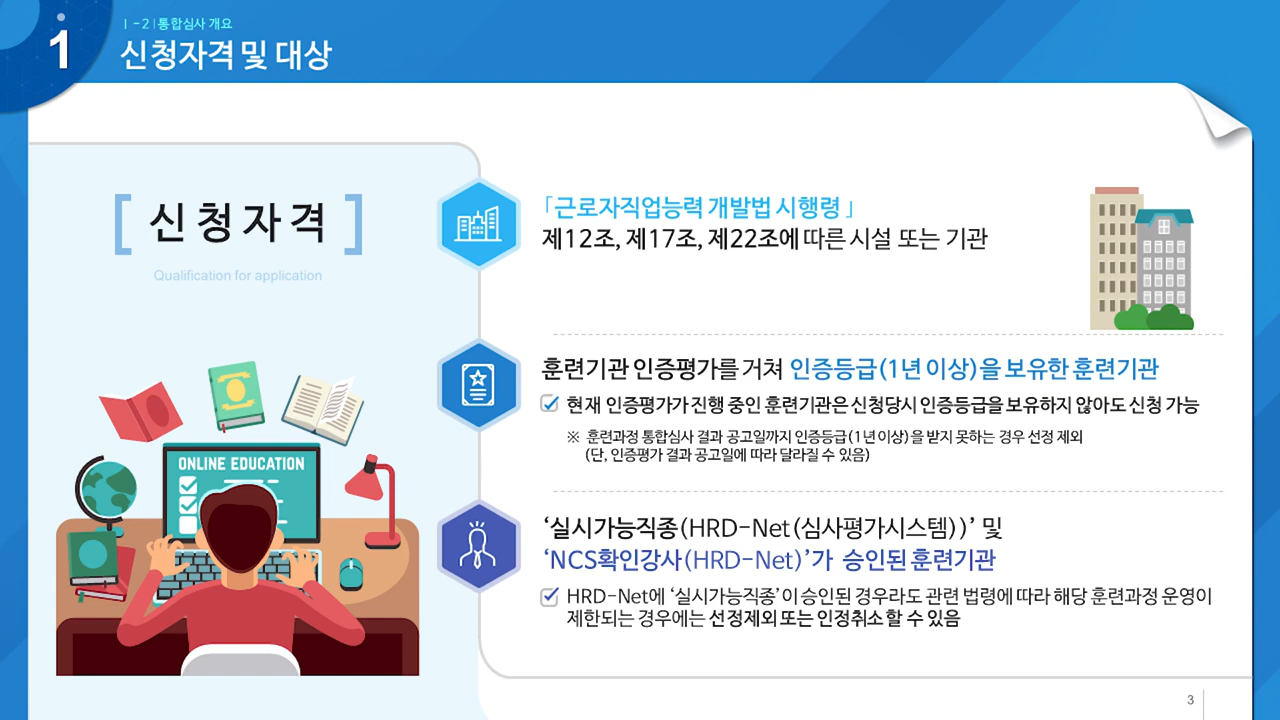 1
Ⅰ-2 | 통합심사 개요
신청자격 및 대상
[ 신청자격 ]
Qualification for application
ONLINE EDUCATION
「근로자직업능력 개발법 시행령」
제12조, 제17조, 제22조에 따른 시설 또는 기관
훈련기관 인증평가를 거쳐 인증등급(1년 이상)을 보유한 훈련기관
현재 인증평가가 진행 중인 훈련기관은 신청당시 인증등급을 보유하지 않아도 신청 가능
※ 훈련과정 통합심사 결과 공고일까지 인증등급(1년 이상)을 받지 못하는 경우 선정 제외
(단, 인증평가 결과 공고일에 따라 달라질 수 있음)
‘실시가능직종(HRD-Net(심사평가시스템))’ 및
‘NCS확인강사(HRD-Net)’가 승인된 훈련기관
HRD-Net에 ‘실시가능직종’이 승인된 경우라도 관련 법령에 따라 해당 훈련과정 운영이
제한되는 경우에는 선정제외 또는 인정취소 할 수 있음
3